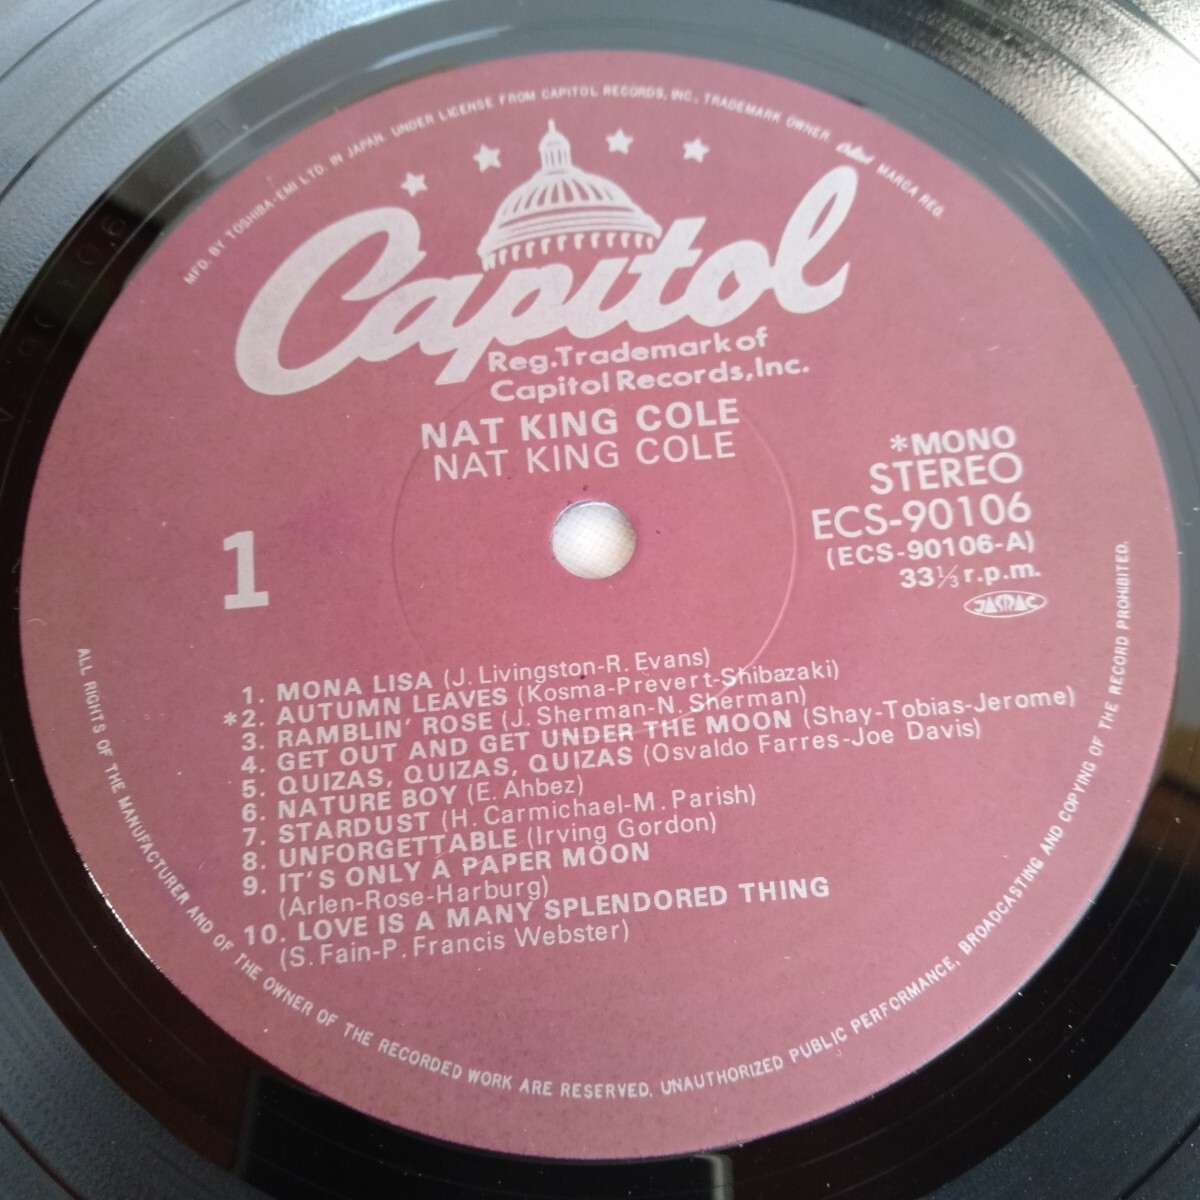 MFD. BY TOSHIBA-EMI LTD. IN JAPAN. UNDER LICENSE FROM CAPITOL RECORDS, INC., TRADEMARK OWNER. Capitol MARCA REG.
Capitol
Reg.Trademark of
Capitol Records,Inc.
NAT KING COLE
NAT KING COLE
*MONO
STEREO
ECS-90106
(ECS-90106-A)
33⅓ r.p.m.
JASRAC
1
1. MONA LISA (J. Livingston-R. Evans)
*2. AUTUMN LEAVES (Kosma-Prevert-Shibazaki)
3. RAMBLIN' ROSE (J. Sherman-N. Sherman)
4. GET OUT AND GET UNDER THE MOON (Shay-Tobias-Jerome)
5. QUIZAS, QUIZAS, QUIZAS (Osvaldo Farres-Joe Davis)
6. NATURE BOY (E. Ahbez)
7. STARDUST (H. Carmichael-M. Parish)
8. UNFORGETTABLE (Irving Gordon)
9. IT'S ONLY A PAPER MOON
(Arlen-Rose-Harburg)
10. LOVE IS A MANY SPLENDORED THING
(S. Fain-P. Francis Webster)
ALL RIGHTS OF THE MANUFACTURER AND OF THE OWNER OF THE RECORDED WORK ARE RESERVED. UNAUTHORIZED PUBLIC PERFORMANCE, BROADCASTING AND COPYING OF THE RECORD PROHIBITED.